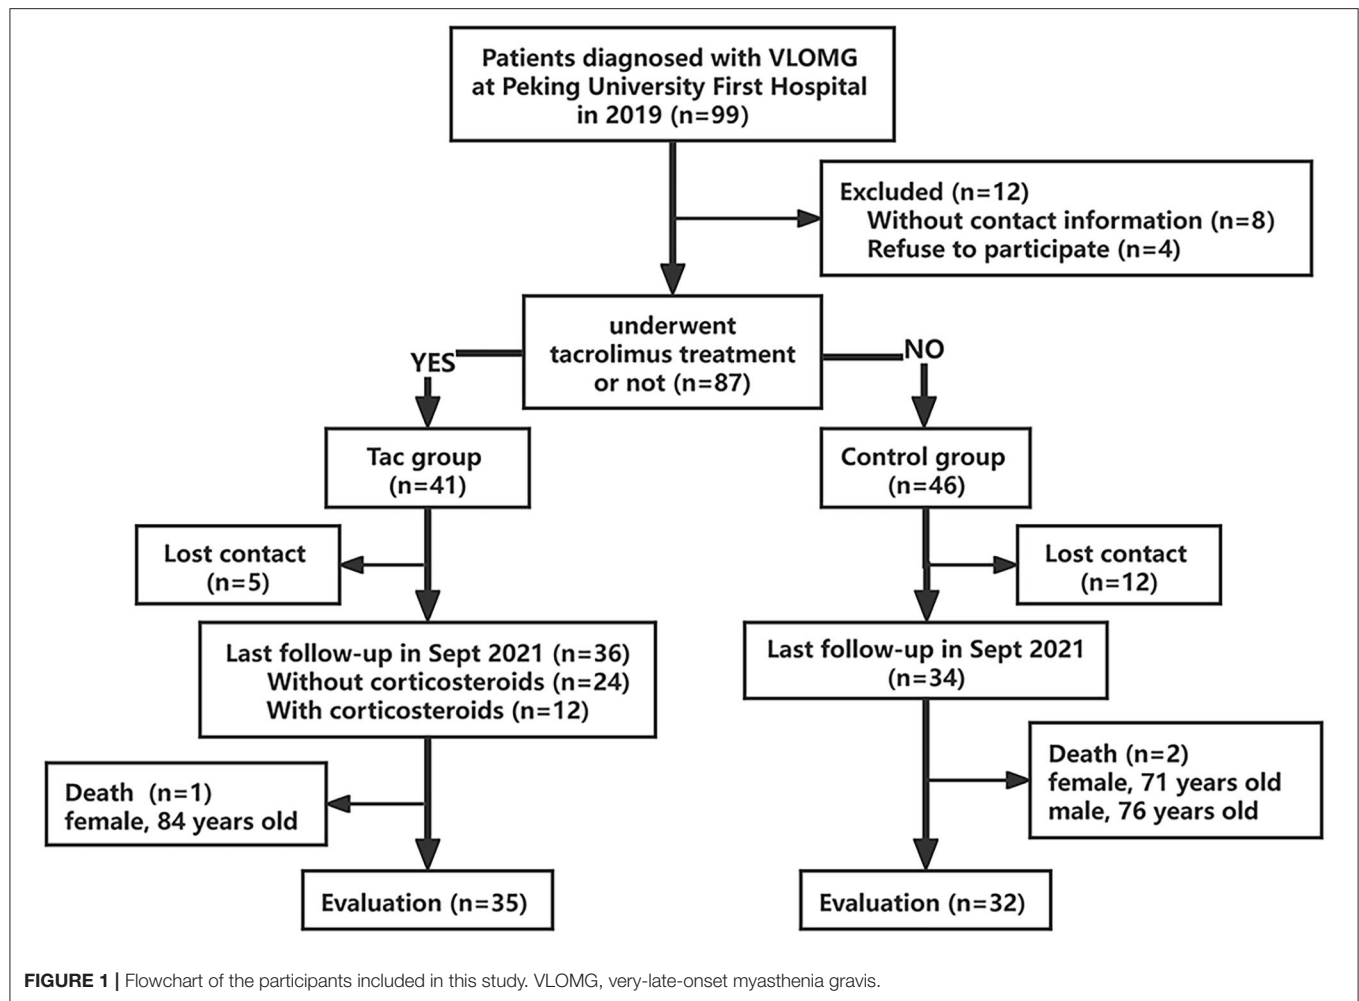 Patients diagnosed with VLOMG
at Peking University First Hospital
in 2019 (n=99)
Excluded (n=12)
Without contact information (n=8)
Refuse to participate (n=4)
underwent
tacrolimus treatment
or not (n=87)
YES
NO
Tac group
(n=41)
Control group
(n=46)
Lost contact
(n=5)
Lost contact
(n=12)
Last follow-up in Sept 2021 (n=36)
Without corticosteroids (n=24)
With corticosteroids (n=12)
Last follow-up in Sept 2021
(n=34)
Death (n=1)
female, 84 years old
Death (n=2)
female, 71 years old
male, 76 years old
Evaluation (n=35)
Evaluation (n=32)
FIGURE 1 | Flowchart of the participants included in this study. VLOMG, very-late-onset myasthenia gravis.